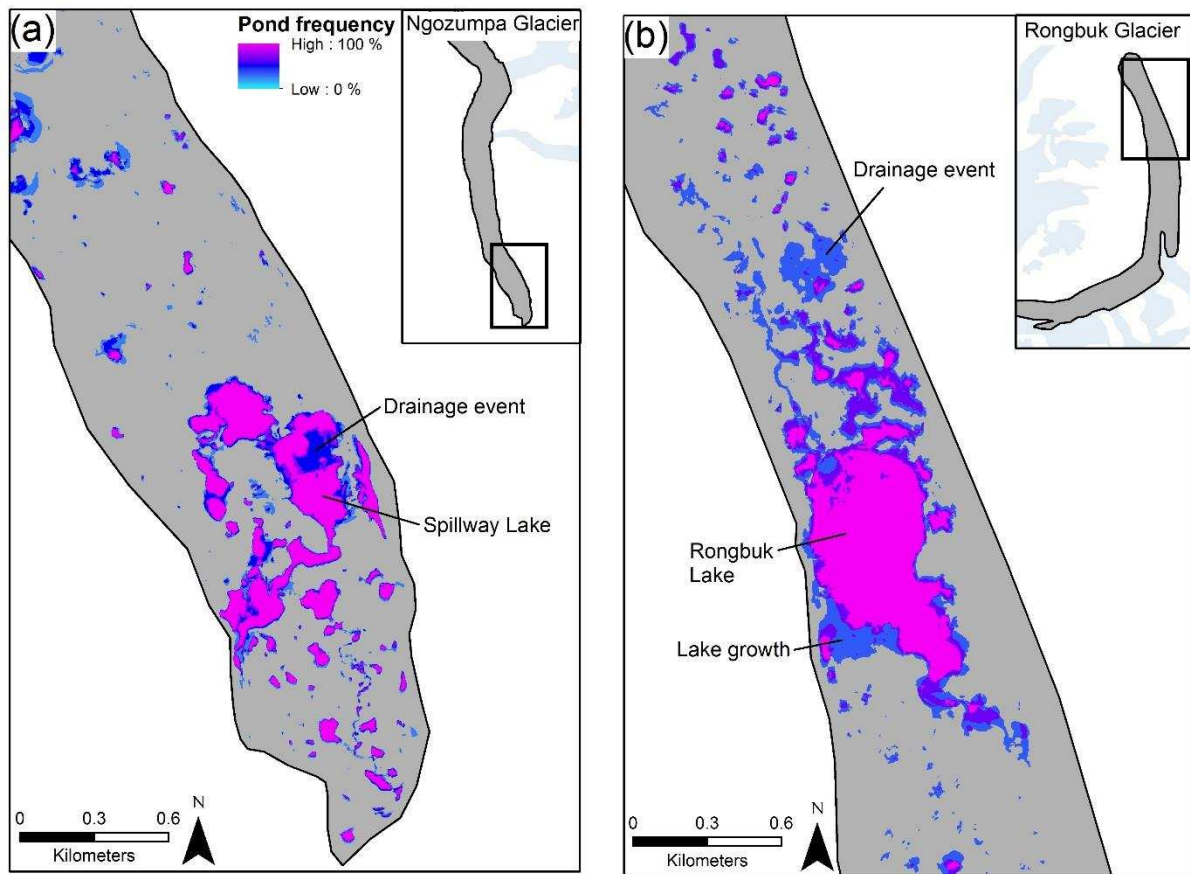 (a)
Pond frequency
High : 100 %
Low : 0 %
Ngozumpa Glacier
Drainage event
Spillway Lake
0 0.3 0.6
Kilometers
N
(b)
Rongbuk Glacier
Drainage event
Rongbuk
Lake
Lake growth
0 0.3 0.6
Kilometers
N